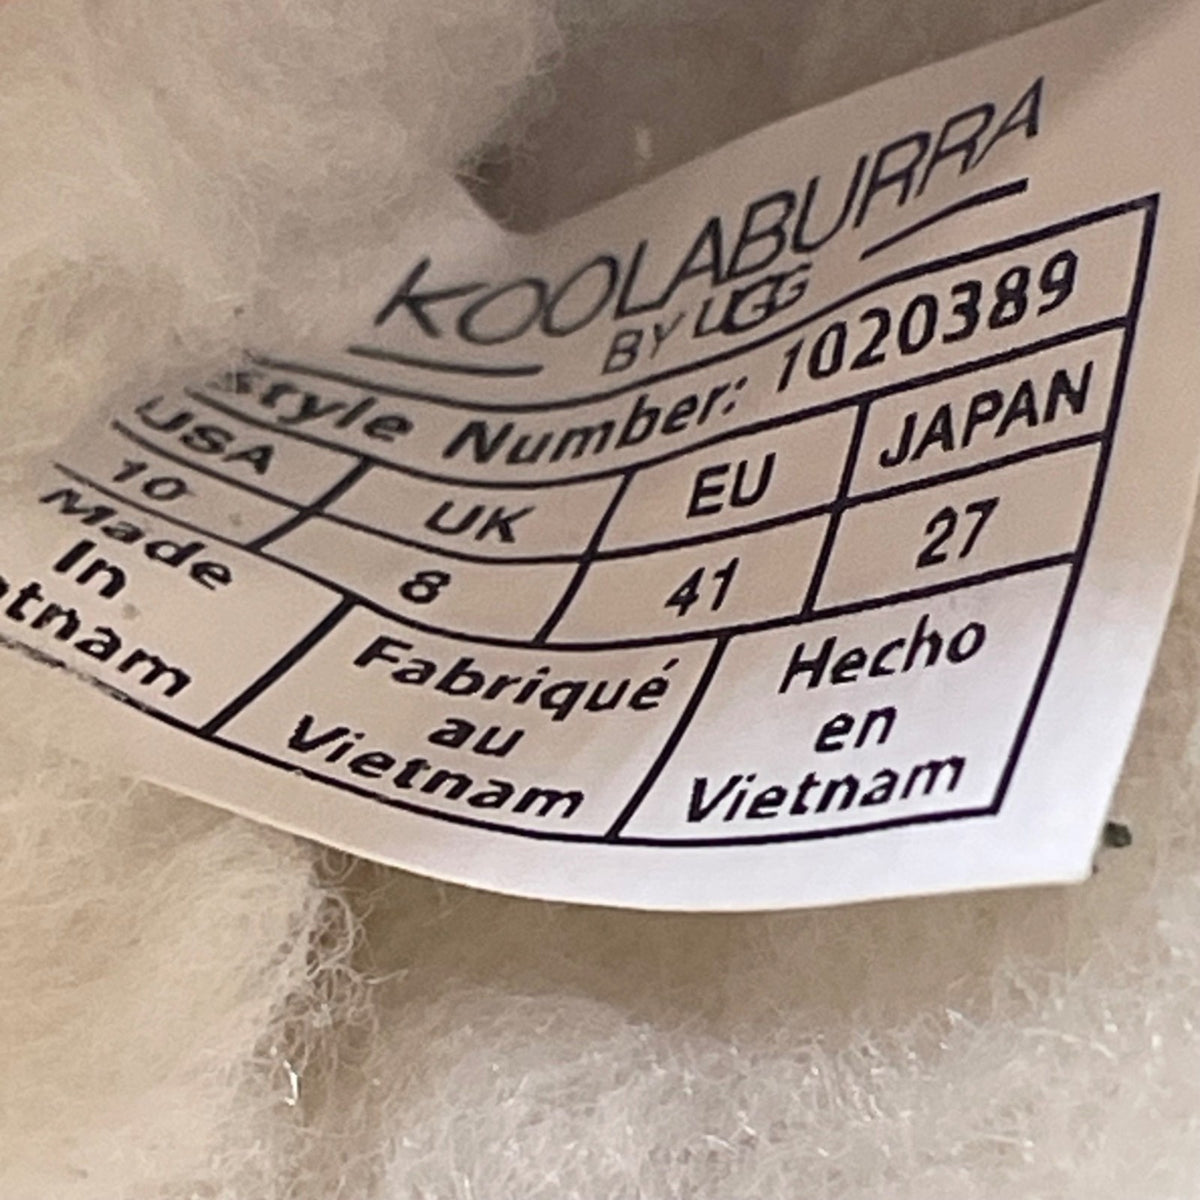 KOOLABURRA
BY UGG
Style Number: 1020389
USA UK EU JAPAN
10 8 41 27
Made
In
Fabriqué
au
Vietnam
Hecho
en
Vietnam